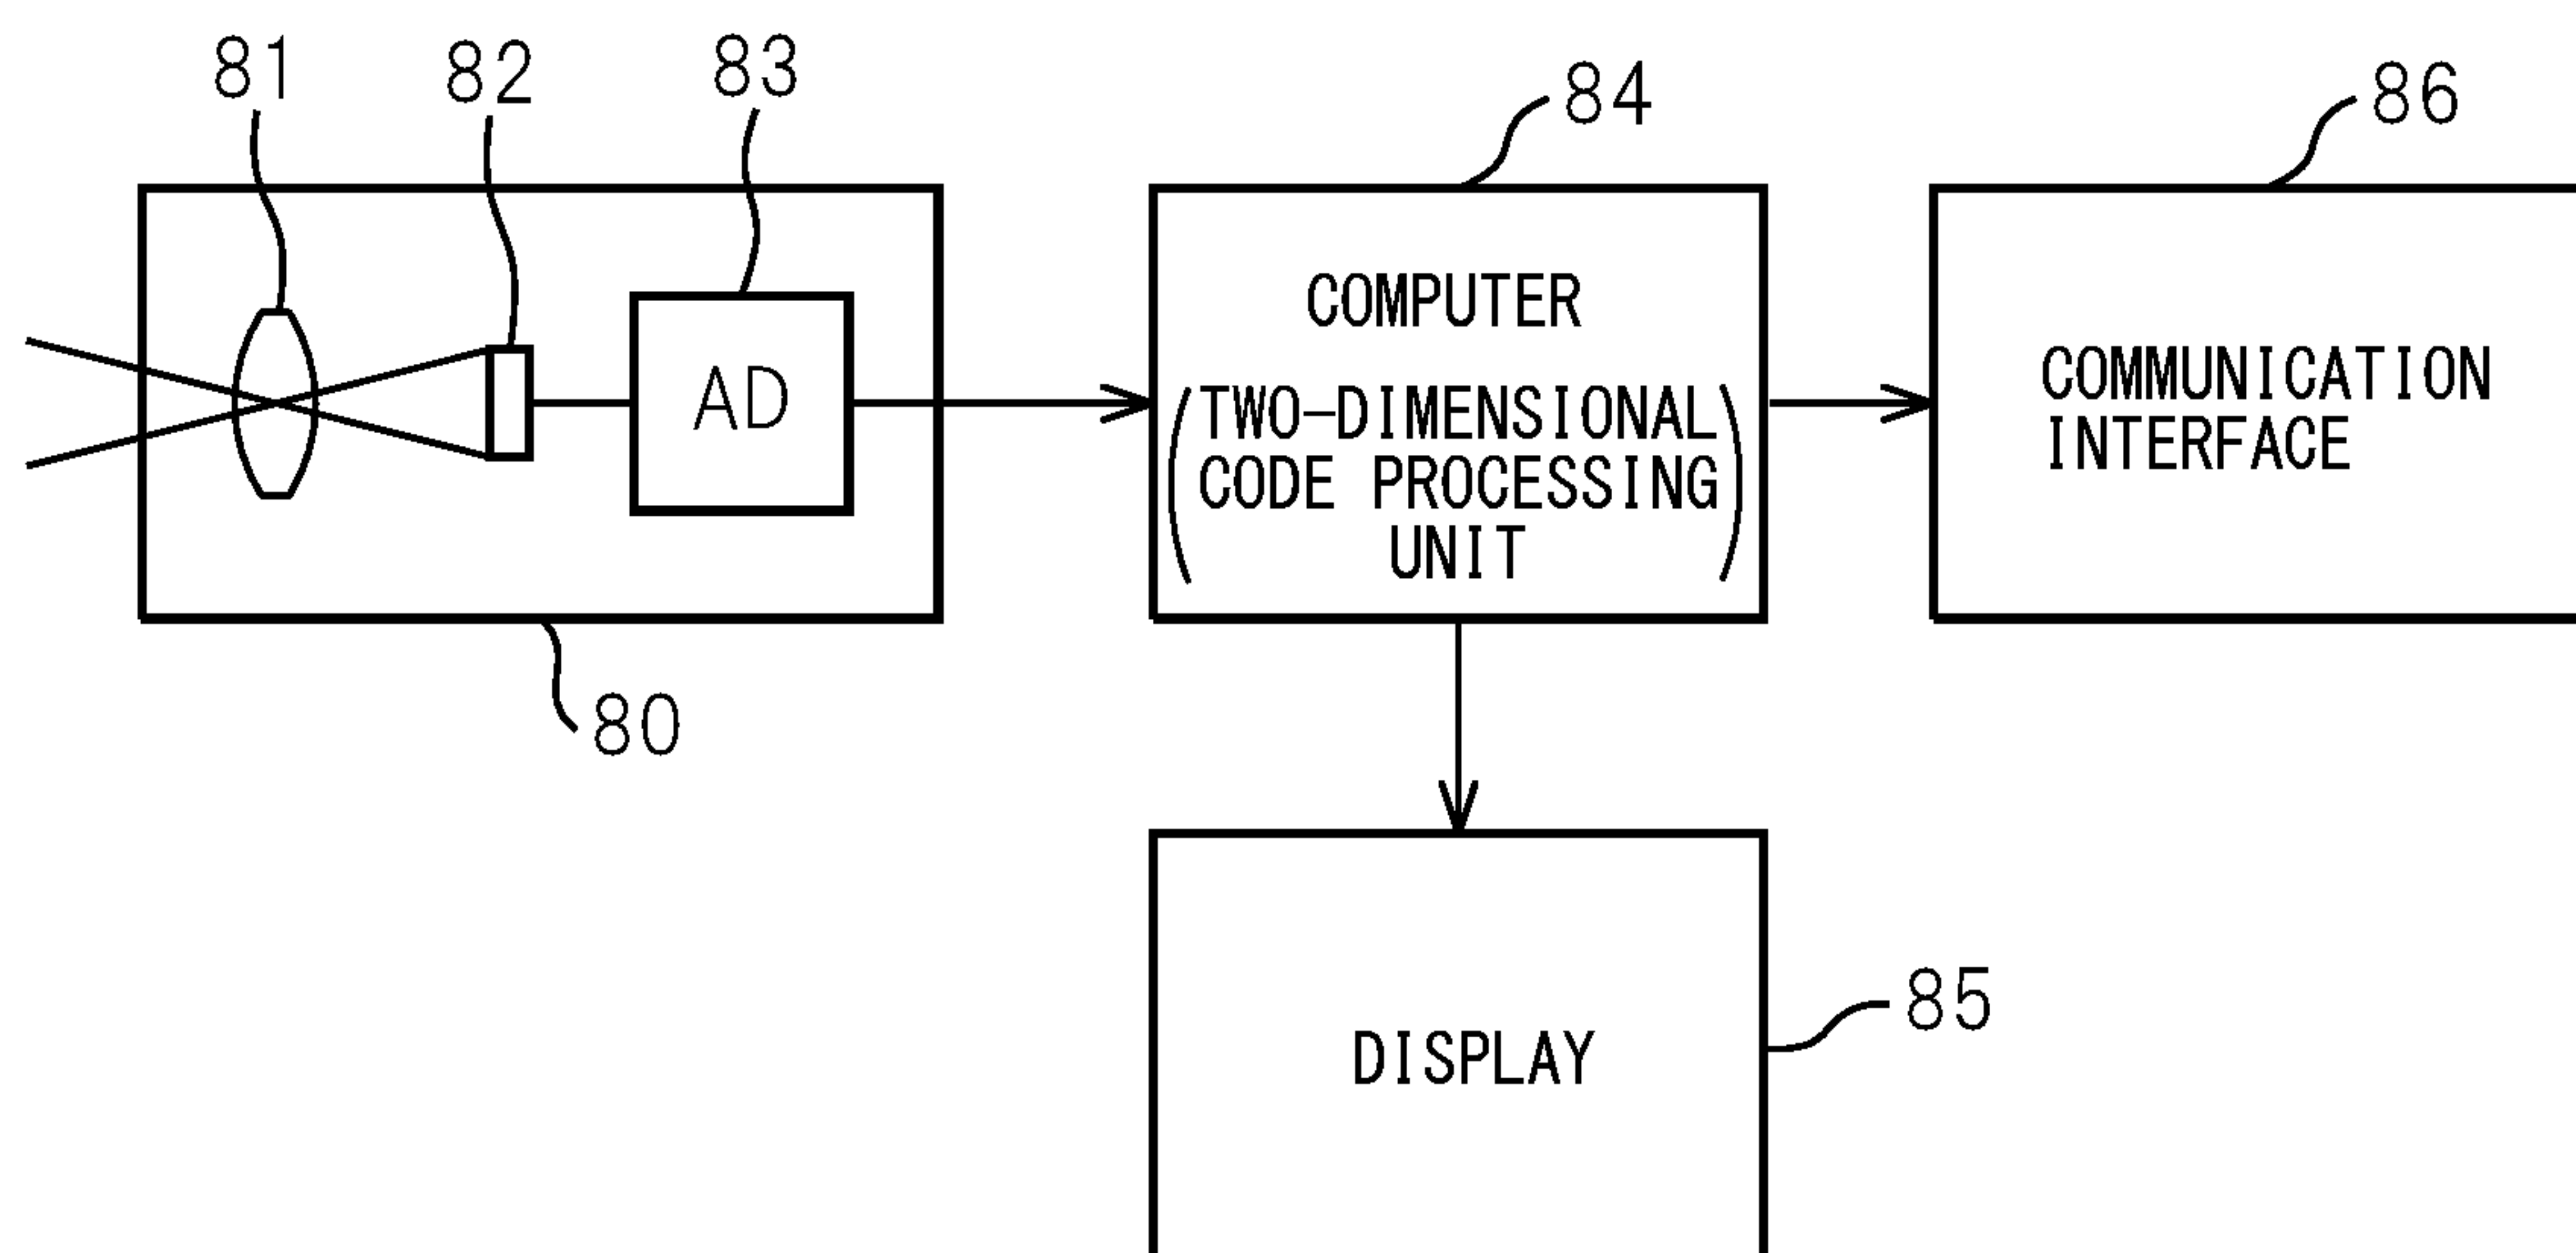 81
82
83
84
86
AD
COMPUTER
(TWO-DIMENSIONAL
CODE PROCESSING
UNIT)
COMMUNICATION
INTERFACE
80
85
DISPLAY